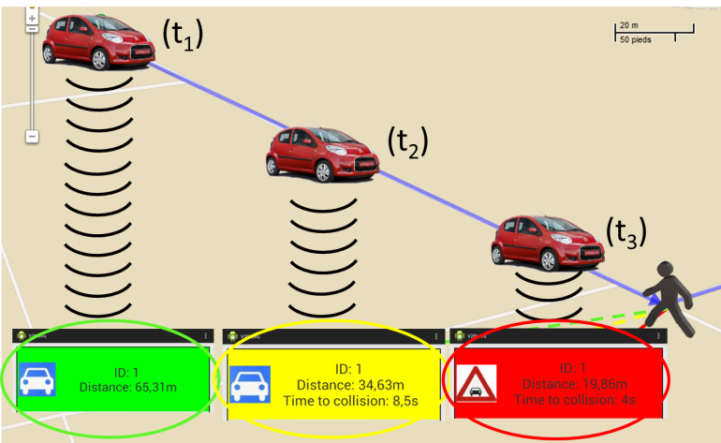 (t1)
20 m
50 pieds
(t2)
(t3)
ID: 1
Distance: 65,31m
ID: 1
Distance: 34,63m
Time to collision: 8,5s
ID: 1
Distance: 19,86m
Time to collision: 4s